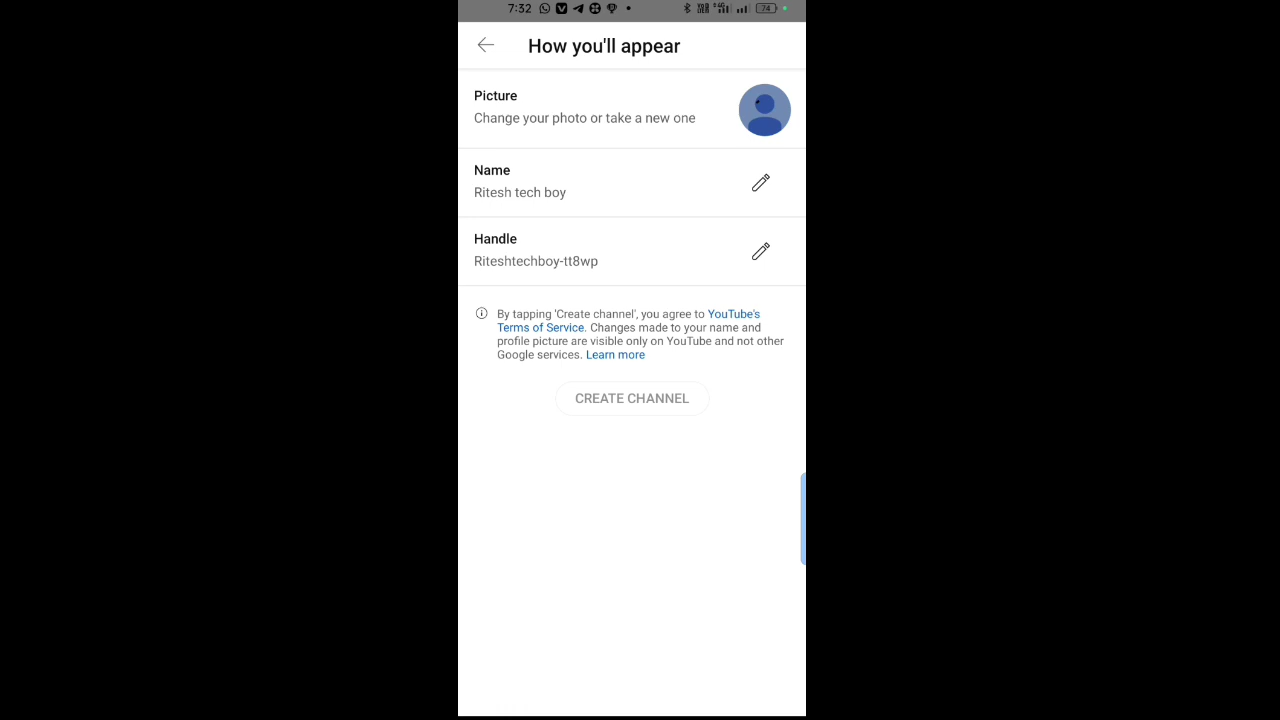 7:32
74
How you'll appear
Picture
Change your photo or take a new one
Name
Ritesh tech boy
Handle
Riteshtechboy-tt8wp
By tapping 'Create channel', you agree to YouTube's
Terms of Service. Changes made to your name and
profile picture are visible only on YouTube and not other
Google services. Learn more
CREATE CHANNEL